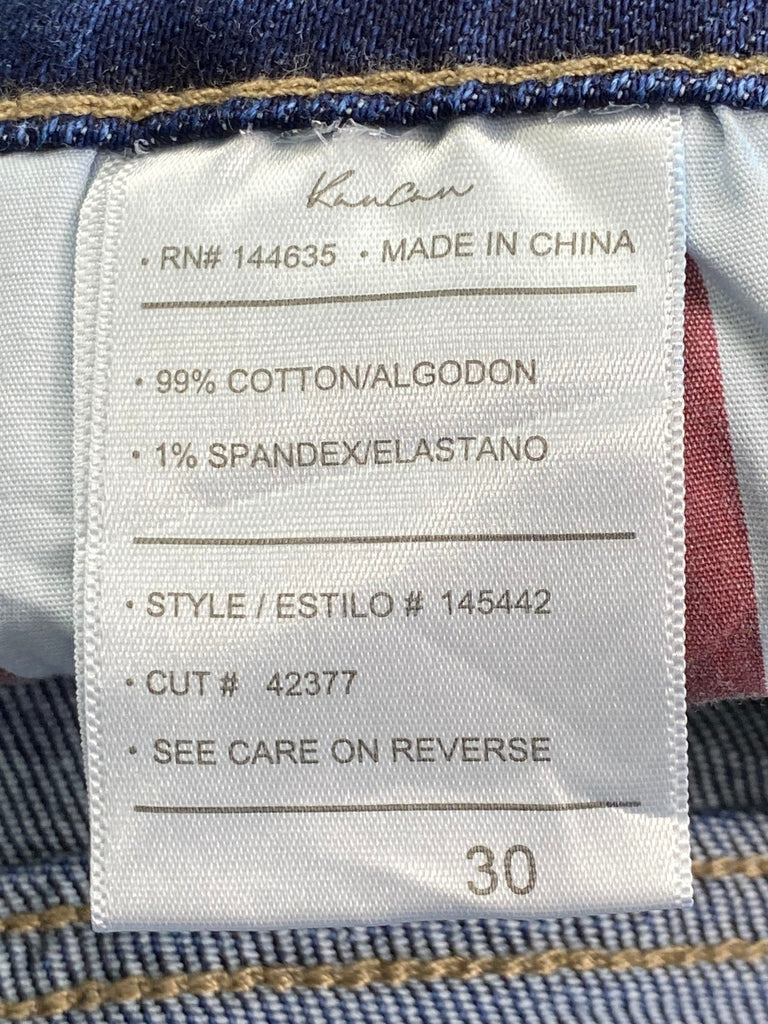 KanCan
• RN# 144635 • MADE IN CHINA
• 99% COTTON/ALGODON
• 1% SPANDEX/ELASTANO
• STYLE / ESTILO # 145442
• CUT # 42377
• SEE CARE ON REVERSE
30